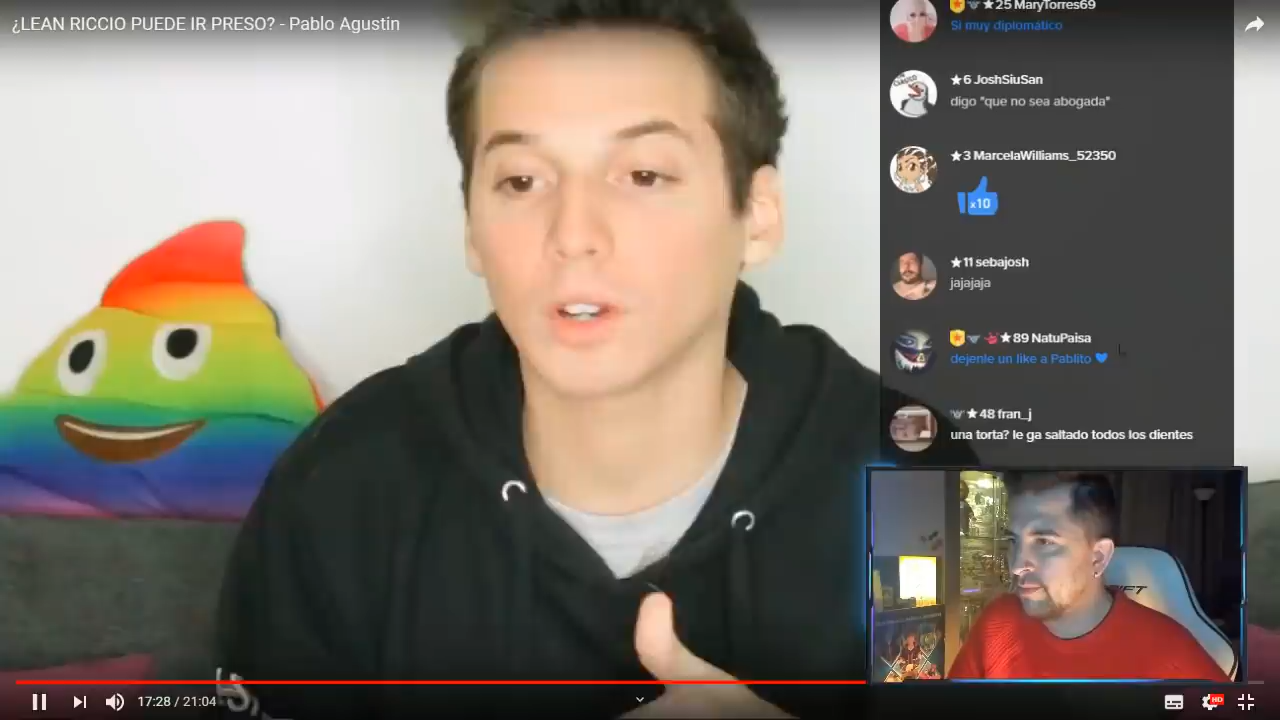 ¿LEAN RICCIO PUEDE IR PRESO? - Pablo Agustin
25 MaryTorres69
Si muy diplomático
6 JoshSiuSan
digo "que no sea abogada"
3 MarcelaWilliams_52350
x10
11 sebajosh
jajajaja
89 NatuPaisa
dejenle un like a Pablito
48 fran_j
una torta? le ga saltado todos los dientes
17:28 / 21:04
HD